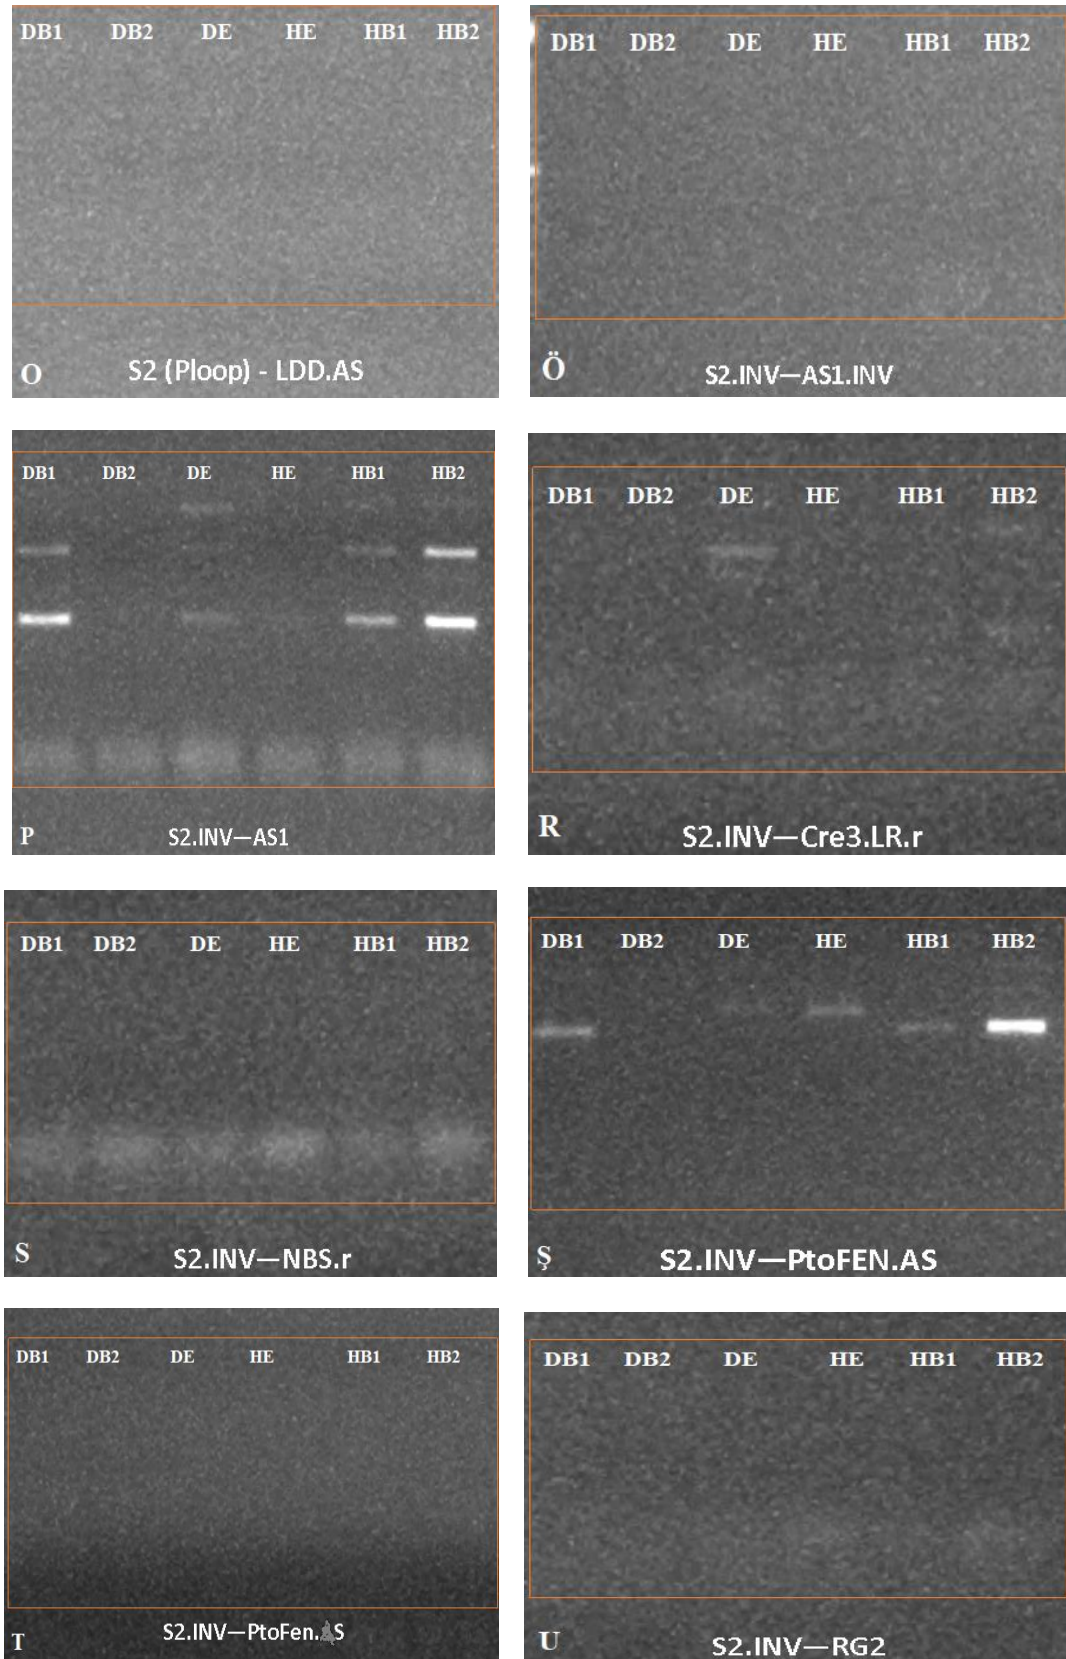 DB1 DB2 DE HE HB1 HB2
O S2 (Ploop) - LDD.AS
DB1 DB2 DE HE HB1 HB2
Ö S2.INV—AS1.INV
DB1 DB2 DE HE HB1 HB2
P S2.INV—AS1
DB1 DB2 DE HE HB1 HB2
R S2.INV—Cre3.LR.r
DB1 DB2 DE HE HB1 HB2
S S2.INV—NBS.r
DB1 DB2 DE HE HB1 HB2
Ş S2.INV—PtoFEN.AS
DB1 DB2 DE HE HB1 HB2
T S2.INV—PtoFen.AS
DB1 DB2 DE HE HB1 HB2
U S2.INV—RG2